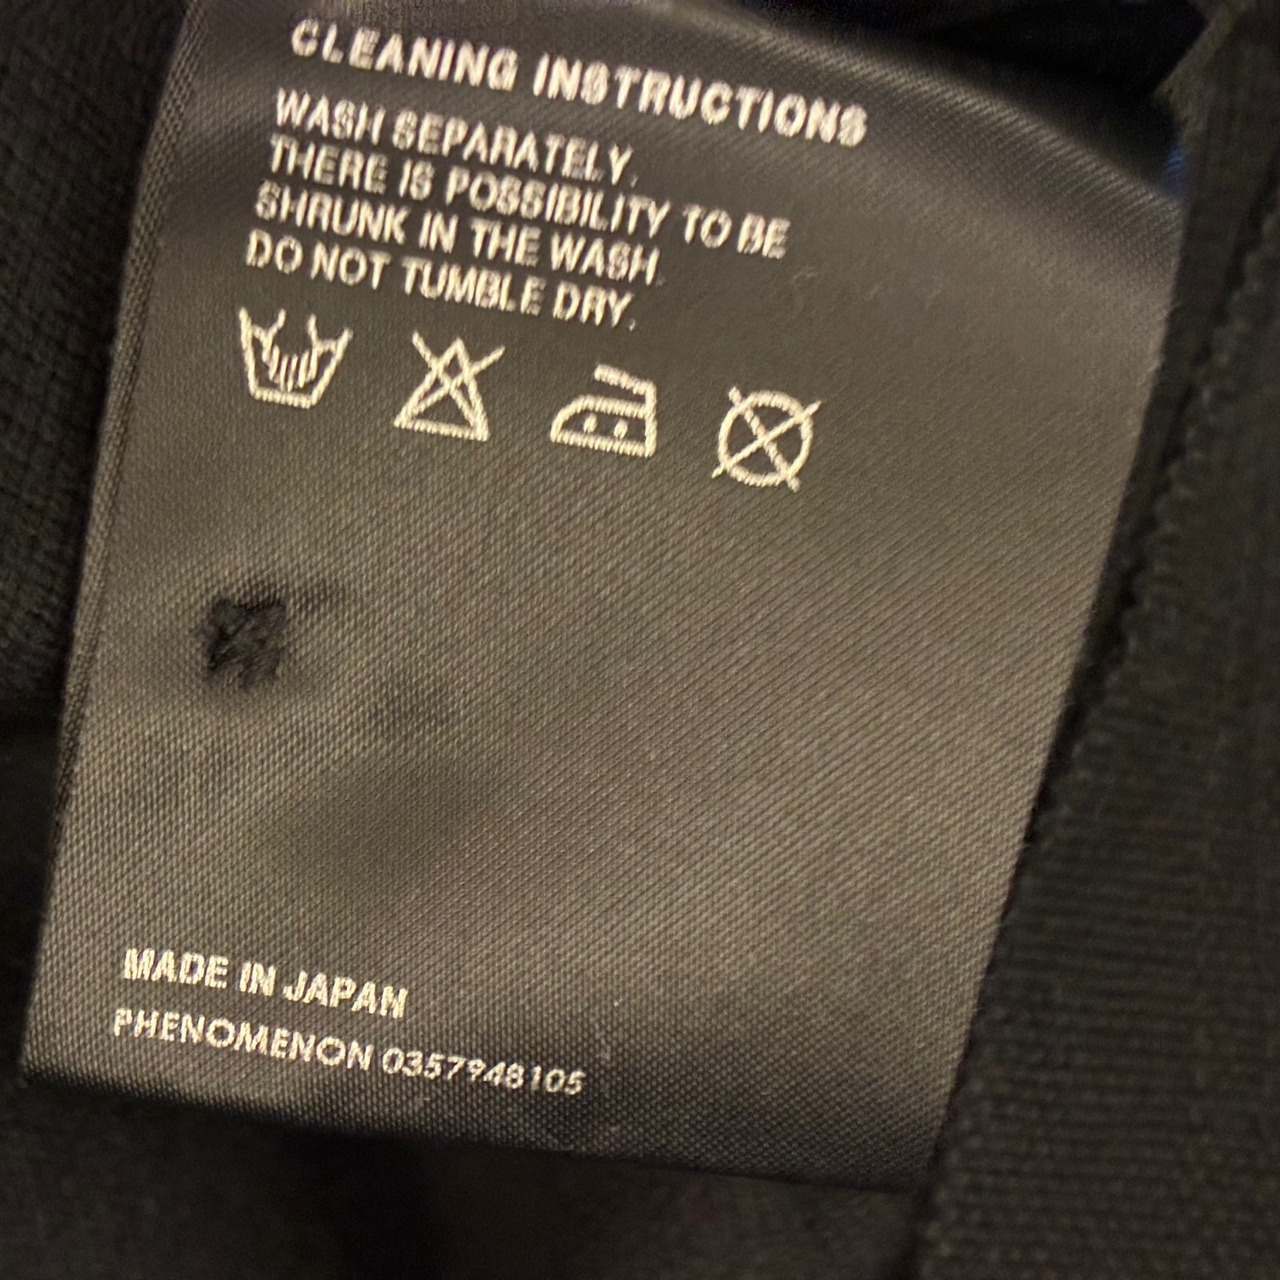 CLEANING INSTRUCTIONS
WASH SEPARATELY.
THERE IS POSSIBILITY TO BE
SHRUNK IN THE WASH.
DO NOT TUMBLE DRY.
MADE IN JAPAN
PHENOMENON 0357948105